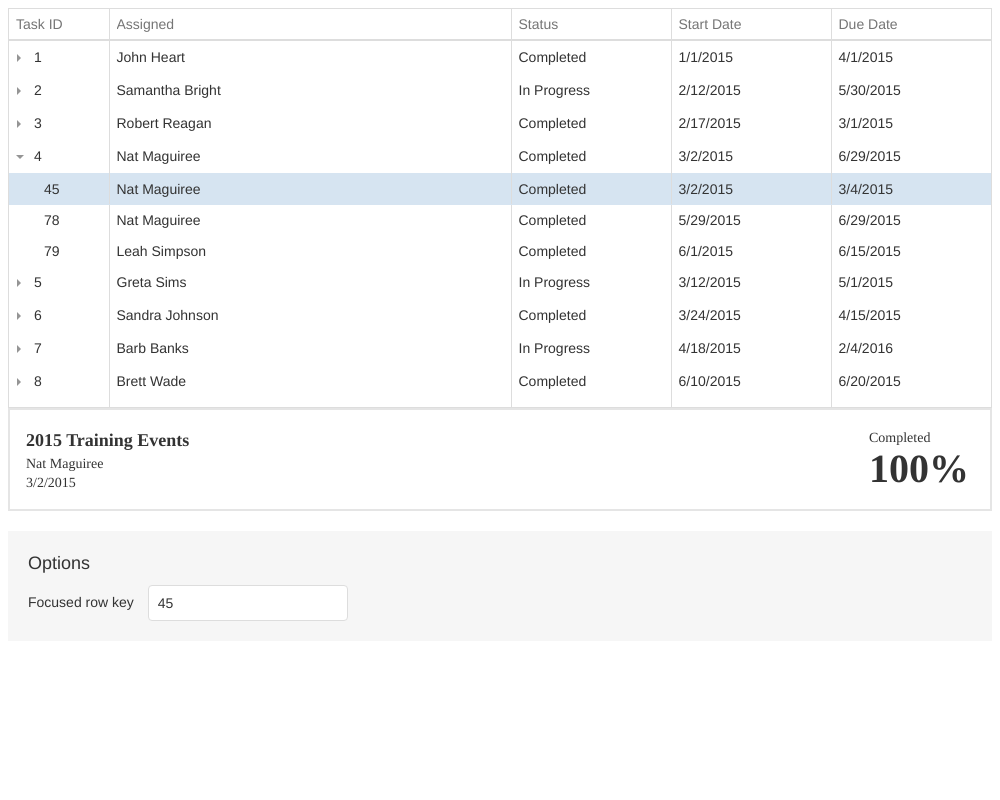 Task ID Assigned Status Start Date Due Date
1 John Heart Completed 1/1/2015 4/1/2015
2 Samantha Bright In Progress 2/12/2015 5/30/2015
3 Robert Reagan Completed 2/17/2015 3/1/2015
4 Nat Maguiree Completed 3/2/2015 6/29/2015
45 Nat Maguiree Completed 3/2/2015 3/4/2015
78 Nat Maguiree Completed 5/29/2015 6/29/2015
79 Leah Simpson Completed 6/1/2015 6/15/2015
5 Greta Sims In Progress 3/12/2015 5/1/2015
6 Sandra Johnson Completed 3/24/2015 4/15/2015
7 Barb Banks In Progress 4/18/2015 2/4/2016
8 Brett Wade Completed 6/10/2015 6/20/2015
2015 Training Events
Nat Maguiree
3/2/2015
Completed
100%
Options
Focused row key 45